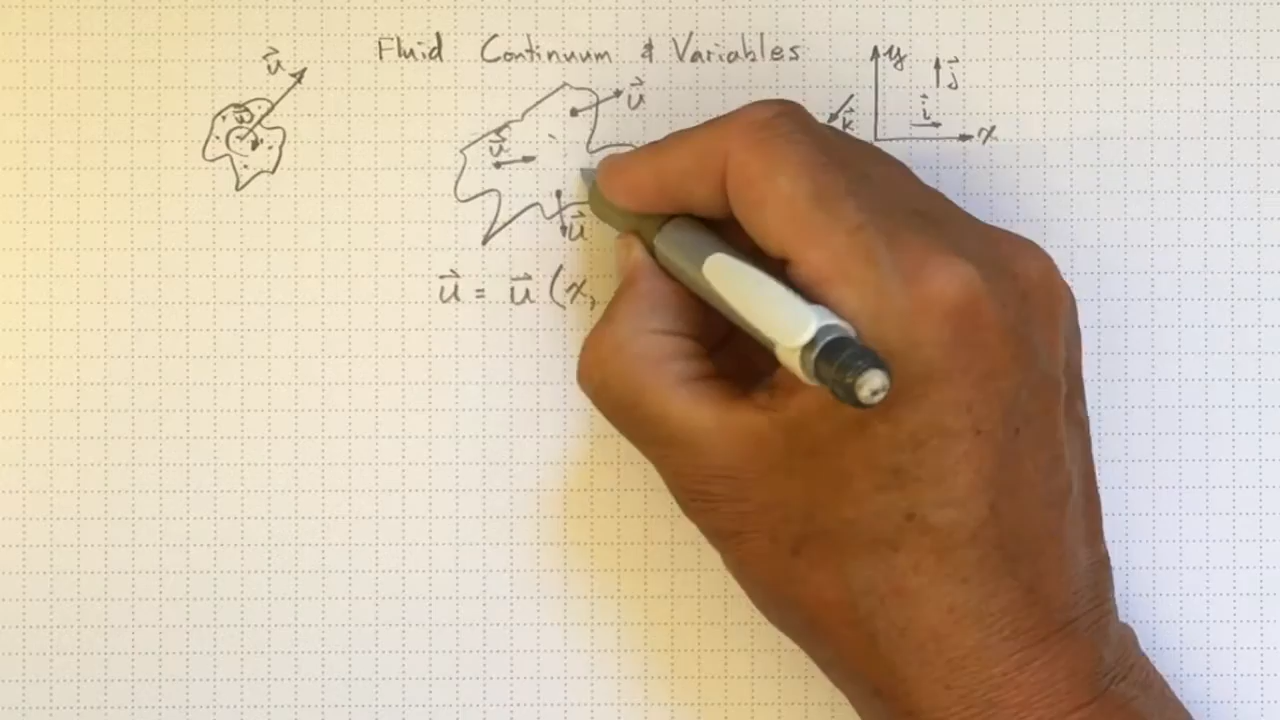 Fluid Continuum & Variables
u⃗
u⃗
u⃗
u⃗
y
j⃗
i⃗
k⃗
x
u⃗ = u⃗ (x,